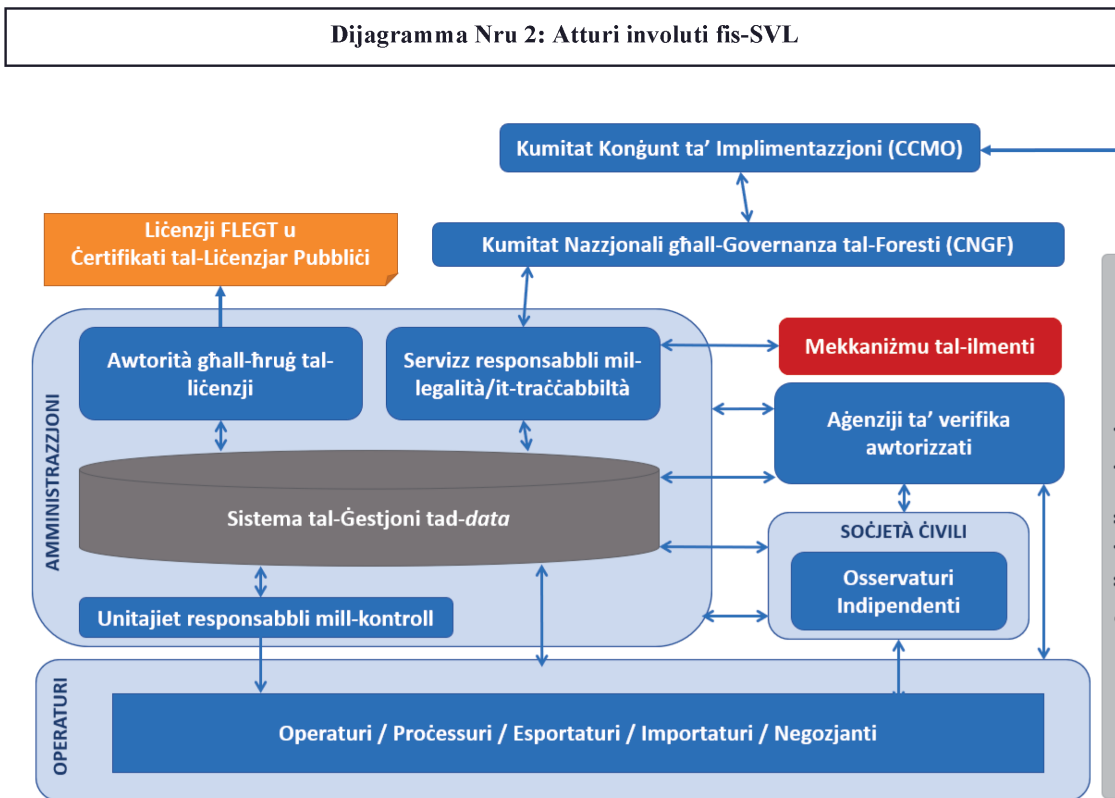 Dijagramma Nru 2: Atturi involuti fis-SVL
Kumitat Konġunt ta’ Implimentazzjoni (CCMO)
Liċenzji FLEGT u
Ċertifikati tal-Liċenzjar Pubbliċi
Kumitat Nazzjonali għall-Governanza tal-Foresti (CNGF)
AMMINISTRAZZJONI
Awtorità għall-ħruġ tal-
liċenzji
Servizz responsabbli mil-
legalità/it-traċċabbiltà
Mekkaniżmu tal-ilmenti
Aġenziji ta’ verifika
awtorizzati
Sistema tal-Ġestjoni tad-data
SOĊJETÀ ĊIVILI
Osservaturi
Indipendenti
Unitajiet responsabbli mill-kontroll
OPERATURI
Operaturi / Proċessuri / Esportaturi / Importaturi / Negozjanti